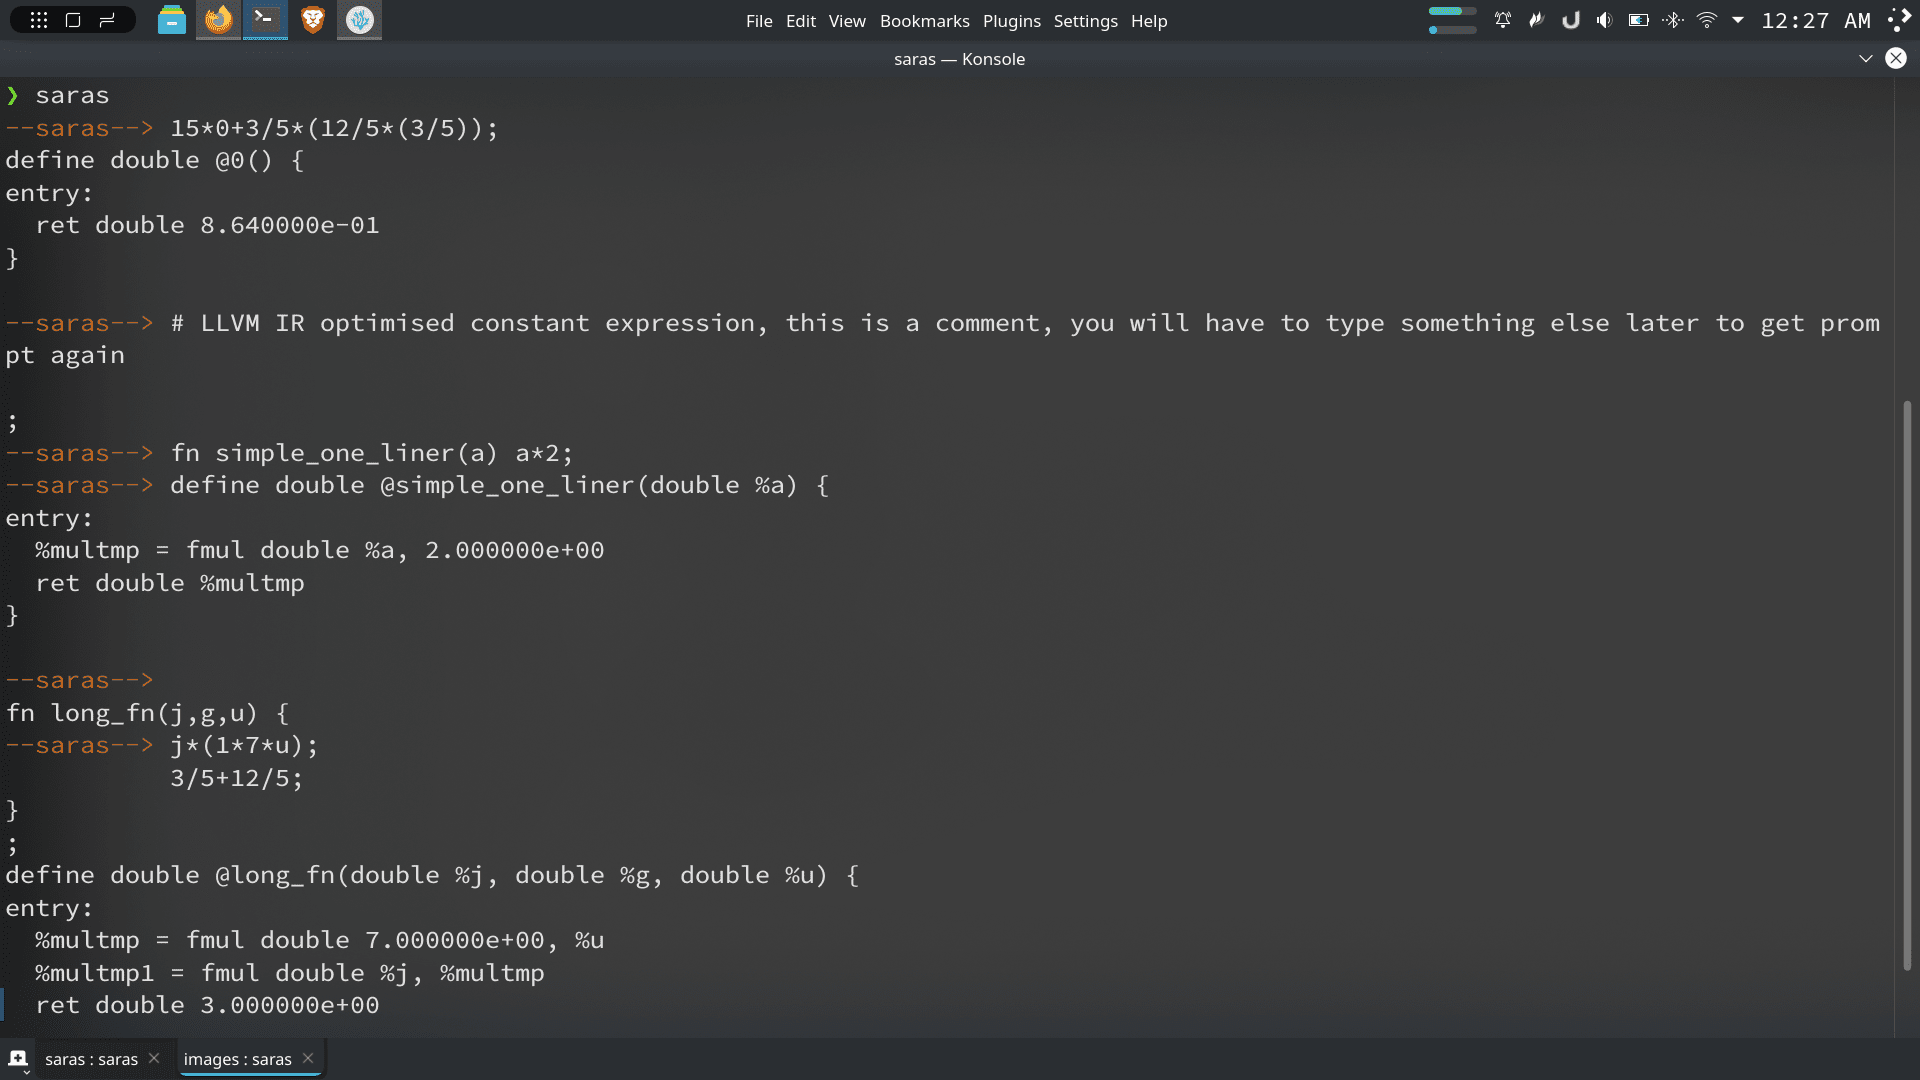 File Edit View Bookmarks Plugins Settings Help
12:27 AM
saras — Konsole
❯ saras
--saras--> 15*0+3/5*(12/5*(3/5));
define double @0() {
entry:
  ret double 8.640000e-01
}
--saras--> # LLVM IR optimised constant expression, this is a comment, you will have to type something else later to get prom
pt again
;
--saras--> fn simple_one_liner(a) a*2;
--saras--> define double @simple_one_liner(double %a) {
entry:
  %multmp = fmul double %a, 2.000000e+00
  ret double %multmp
}
--saras-->
fn long_fn(j,g,u) {
--saras--> j*(1*7*u);
           3/5+12/5;
}
;
define double @long_fn(double %j, double %g, double %u) {
entry:
  %multmp = fmul double 7.000000e+00, %u
  %multmp1 = fmul double %j, %multmp
  ret double 3.000000e+00
saras : saras
images : saras